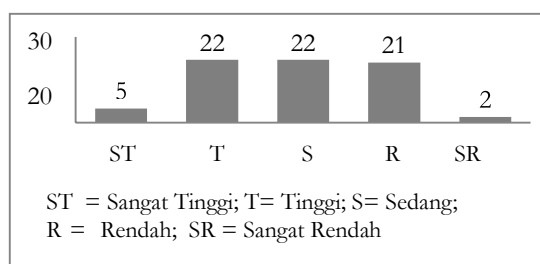 30
22 22 21
20
5
2
ST T S R SR
ST = Sangat Tinggi; T= Tinggi; S= Sedang;
R = Rendah; SR = Sangat Rendah